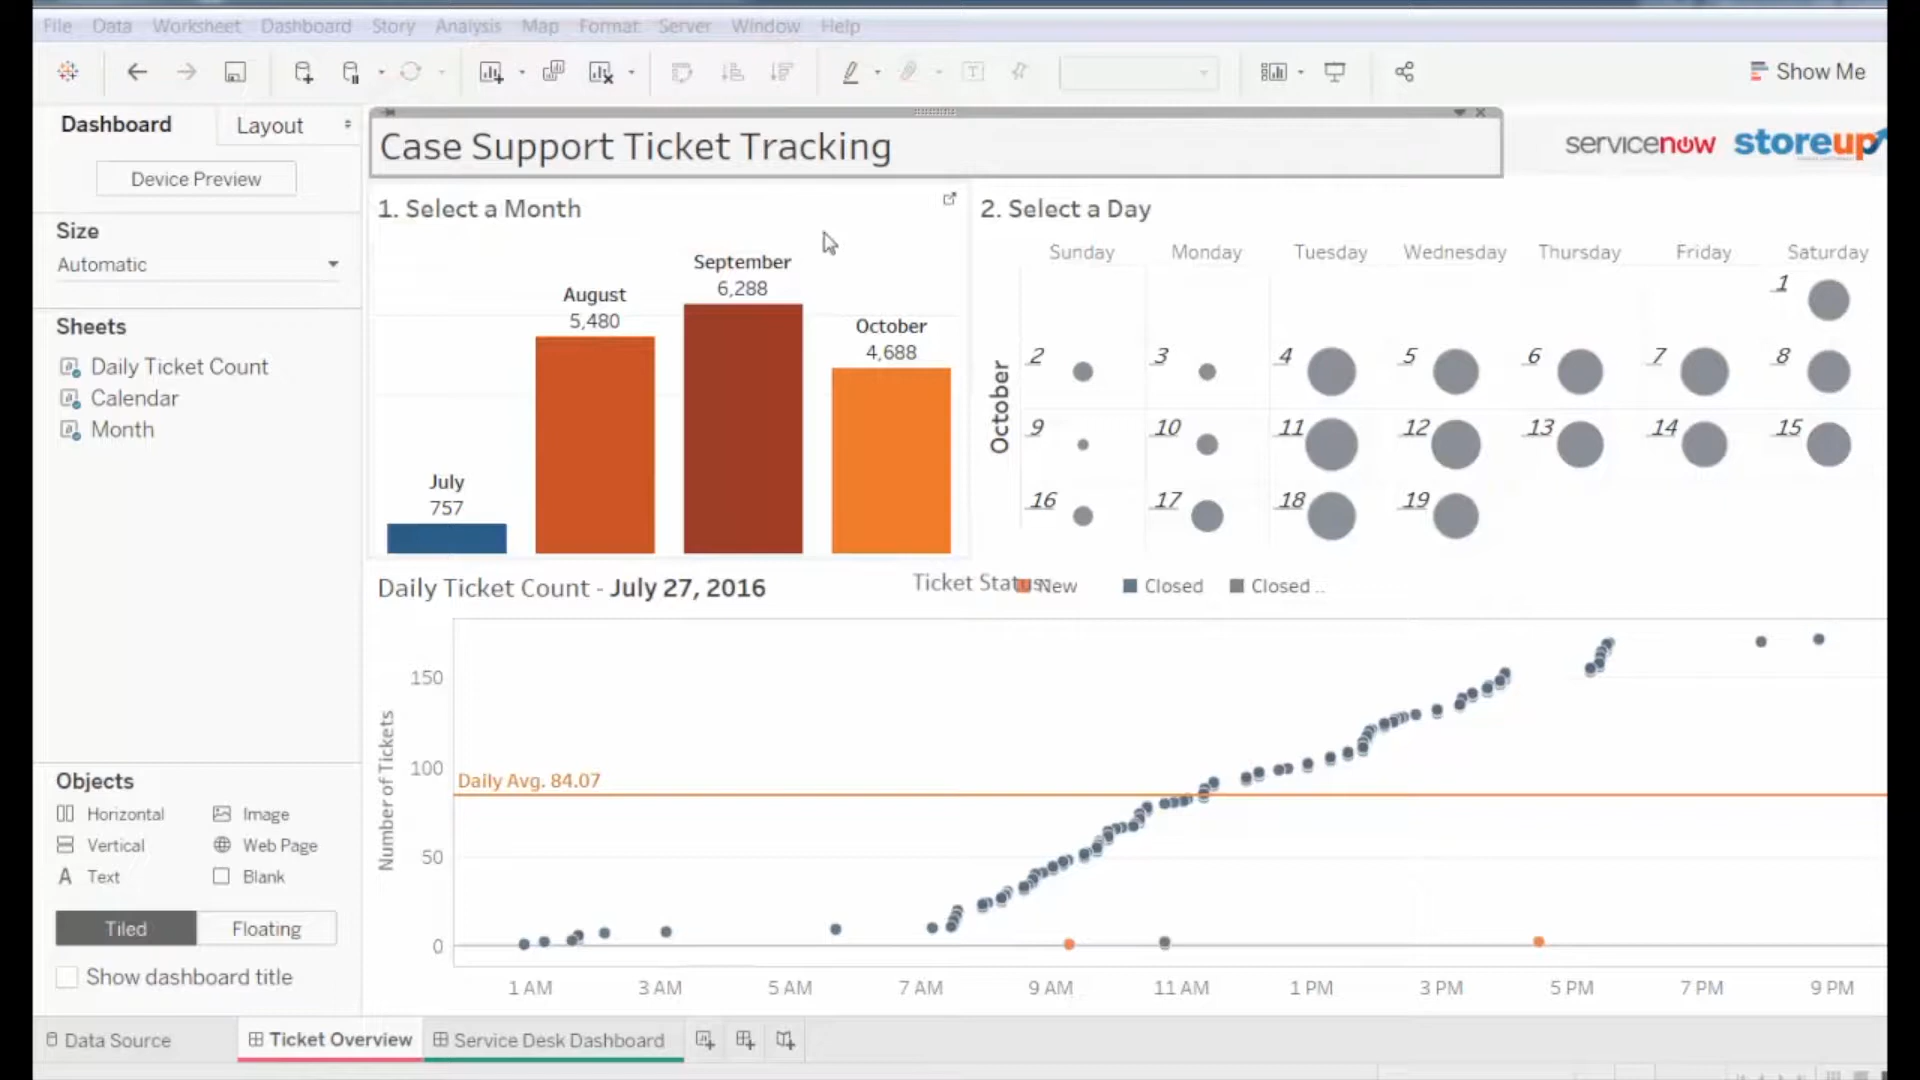 File Data Worksheet Dashboard Story Analysis Map Format Server Window Help
Show Me
Dashboard Layout
Device Preview
Size
Automatic
Sheets
Daily Ticket Count
Calendar
Month
Objects
Horizontal Image
Vertical Web Page
A Text Blank
Tiled Floating
Show dashboard title
Case Support Ticket Tracking
servicenow storeup
1. Select a Month
July
757
August
5,480
September
6,288
October
4,688
2. Select a Day
Sunday Monday Tuesday Wednesday Thursday Friday Saturday
October
1
2 3 4 5 6 7 8
9 10 11 12 13 14 15
16 17 18 19
Daily Ticket Count - July 27, 2016
Ticket Status: New Closed Closed ..
Number of Tickets
150
100
50
0
Daily Avg. 84.07
1 AM 3 AM 5 AM 7 AM 9 AM 11 AM 1 PM 3 PM 5 PM 7 PM 9 PM
Data Source Ticket Overview Service Desk Dashboard